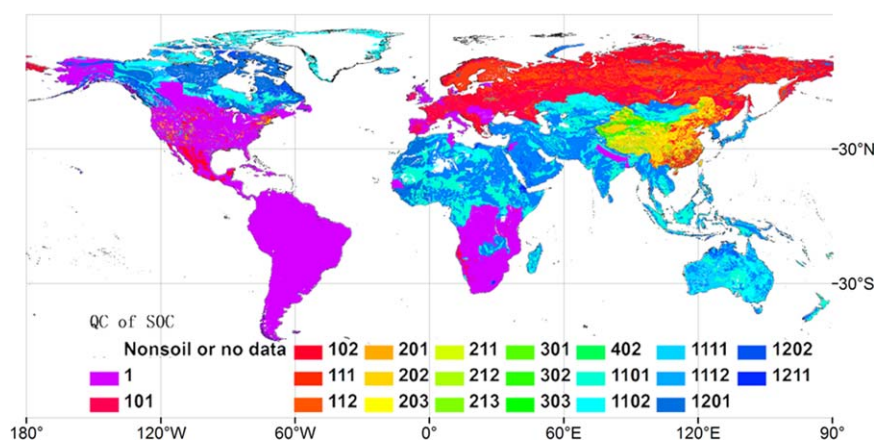 30°N
30°S
QC of SOC
Nonsoil or no data 102 201 211 301 402 1111 1202
1 111 202 212 302 1101 1112 1211
101 112 203 213 303 1102 1201
180° 120°W 60°W 0° 60°E 120°E 90°